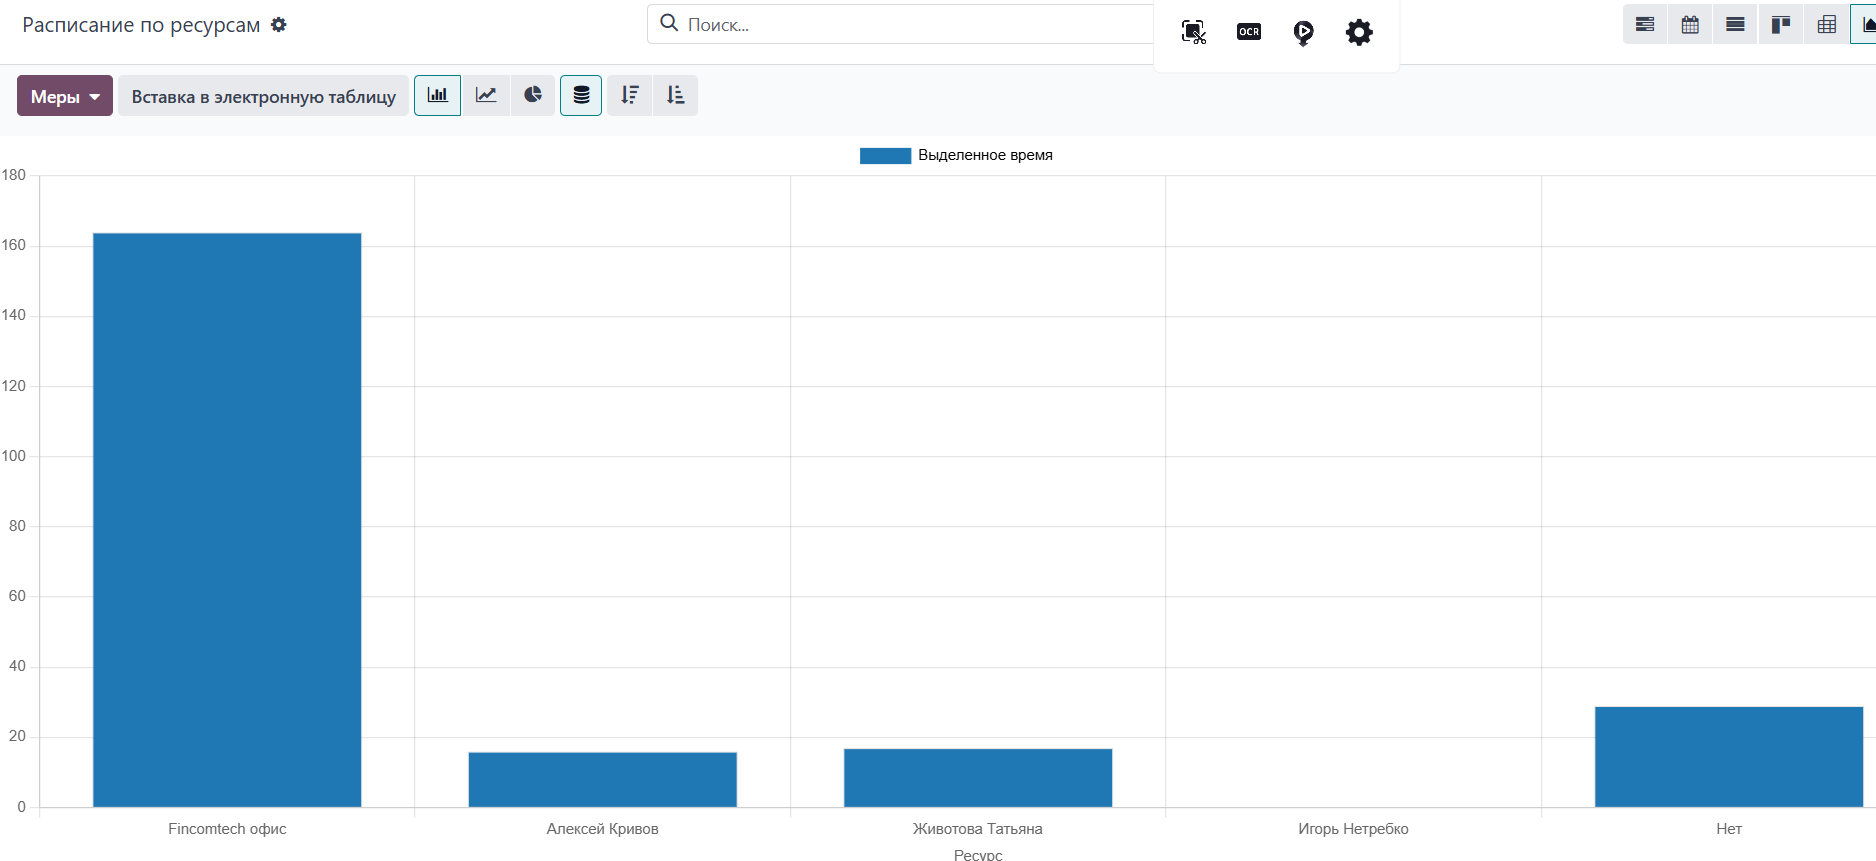 Расписание по ресурсам
Поиск...
OCR
Меры
Вставка в электронную таблицу
Выделенное время
180
160
140
120
100
80
60
40
20
0
Fincomtech офис
Алексей Кривов
Животова Татьяна
Игорь Нетребко
Нет
Ресурс